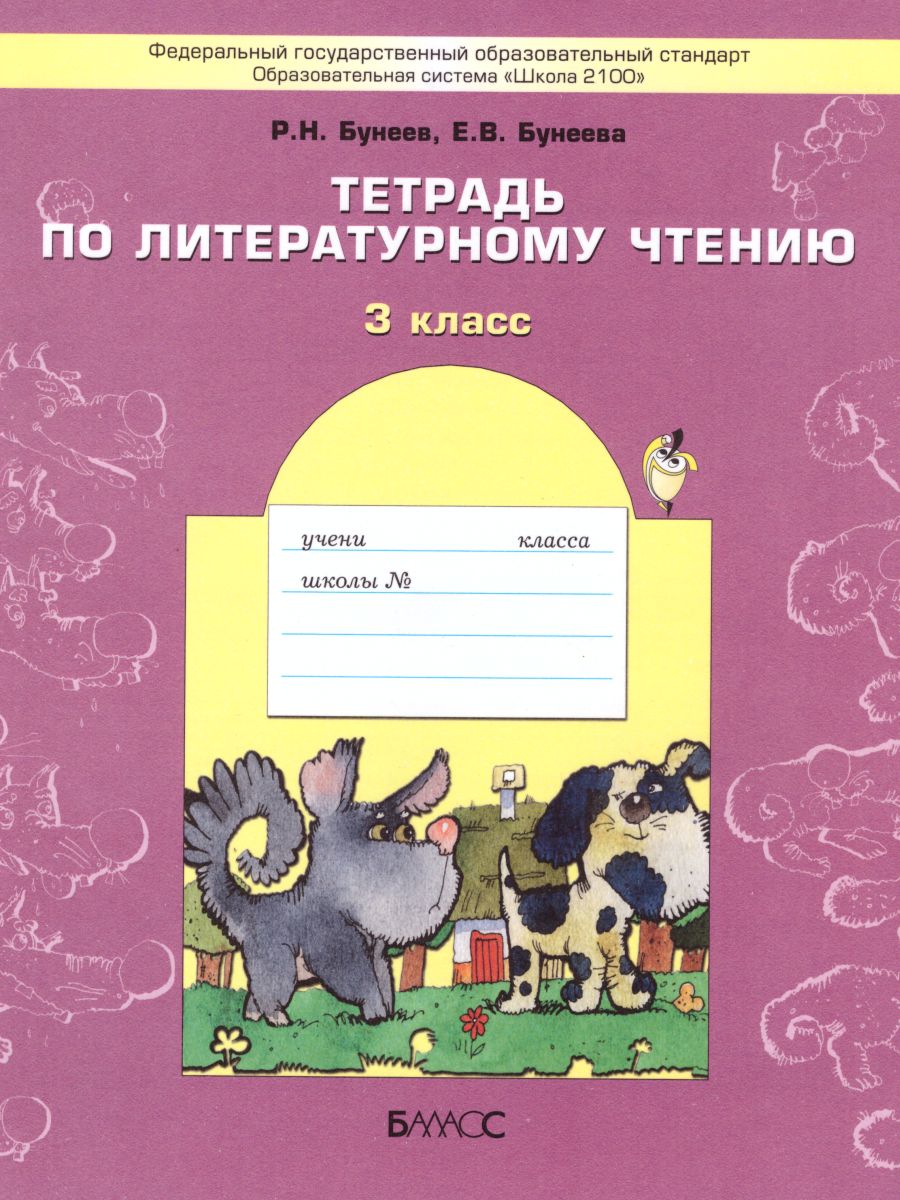 Федеральный государственный образовательный стандарт
Образовательная система «Школа 2100»
Р.Н. Бунеев, Е.В. Бунеева
ТЕТРАДЬ
ПО ЛИТЕРАТУРНОМУ ЧТЕНИЮ
3 класс
учени класса
школы №
БАЛАСС